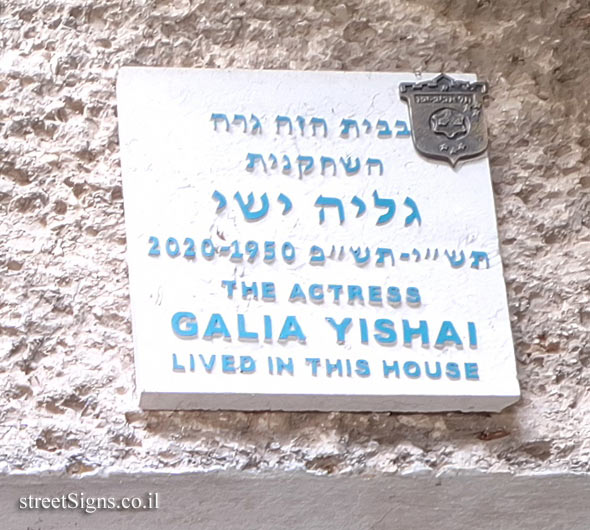 בבית הזה גרה
השחקנית
גליה ישי
תש״י-תש״פ 2020-1950
THE ACTRESS
GALIA YISHAI
LIVED IN THIS HOUSE
streetSigns.co.il